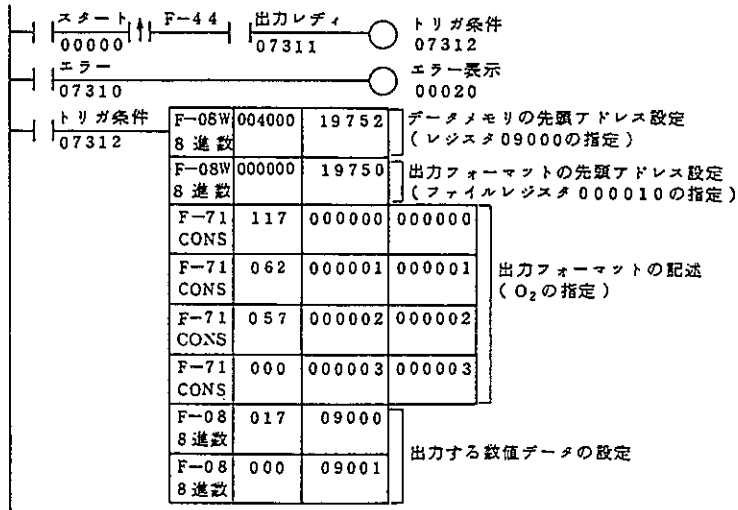 スタート F-44 出力レディ トリガ条件
00000 07311 07312
エラー エラー表示
07310 00020
トリガ条件
07312
F-08W 004000 19752 データメモリの先頭アドレス設定
8進数 (レジスタ09000の指定)
F-08W 000000 19750 出力フォーマットの先頭アドレス設定
8進数 (ファイルレジスタ000010の指定)
F-71 117 000000 000000
CONS
F-71 062 000001 000001 出力フォーマットの記述
CONS (O₂の指定)
F-71 057 000002 000002
CONS
F-71 000 000003 000003
CONS
F-08 017 09000
8進数 出力する数値データの設定
F-08 000 09001
8進数